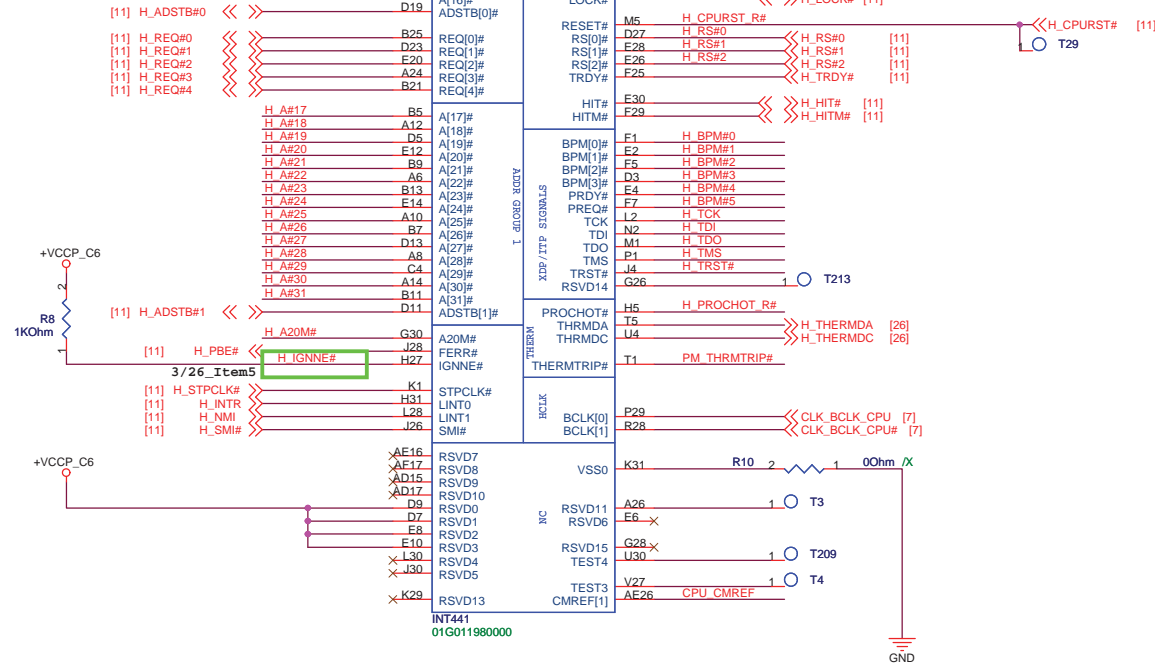 A[16]# LOCK# H_LOCK# [11]
[11] H_ADSTB#0 D19 ADSTB[0]#
RESET# M5 H_CPURST_R# H_CPURST# [11]
[11] H_REQ#0 B25 REQ[0]# RS[0]# D27 H_RS#0 H_RS#0 [11]
1 T29
[11] H_REQ#1 D23 REQ[1]# RS[1]# E28 H_RS#1 H_RS#1 [11]
[11] H_REQ#2 E20 REQ[2]# RS[2]# E26 H_RS#2 H_RS#2 [11]
[11] H_REQ#3 A24 REQ[3]# TRDY# F25 H_TRDY# [11]
[11] H_REQ#4 B21 REQ[4]#
HIT# E30 H_HIT# [11]
H_A#17 B5 A[17]# HITM# F29 H_HITM# [11]
H_A#18 A12 A[18]#
H_A#19 D5 A[19]# BPM[0]# F1 H_BPM#0
H_A#20 E12 A[20]# BPM[1]# E2 H_BPM#1
H_A#21 B9 A[21]# BPM[2]# F5 H_BPM#2
H_A#22 A6 A[22]# BPM[3]# D3 H_BPM#3
H_A#23 B13 A[23]# PRDY# E4 H_BPM#4
H_A#24 E14 A[24]# PREQ# F7 H_BPM#5
H_A#25 A10 A[25]# TCK L2 H_TCK
H_A#26 B7 A[26]# TDI N2 H_TDI
H_A#27 D13 A[27]# TDO M1 H_TDO
H_A#28 A8 A[28]# TMS P1 H_TMS
H_A#29 C4 A[29]# TRST# J4 H_TRST#
H_A#30 A14 A[30]# RSVD14 G26 1 T213
H_A#31 B11 A[31]#
ADDR GROUP 1
XDP/ITP SIGNALS
+VCCP_C6
2
R8
1KOhm
1
[11] H_ADSTB#1 D11 ADSTB[1]# PROCHOT# H5 H_PROCHOT_R#
THRMDA T5 H_THERMDA [26]
H_A20M# G30 A20M# THRMDC U4 H_THERMDC [26]
THERM
[11] H_PBE# J28 FERR#
H_IGNNE# H27 IGNNE# THERMTRIP# T1 PM_THRMTRIP#
3/26_Item5
[11] H_STPCLK# K1 STPCLK#
[11] H_INTR H31 LINT0
HCLK
[11] H_NMI L28 LINT1 BCLK[0] P29 CLK_BCLK_CPU [7]
[11] H_SMI# J26 SMI# BCLK[1] R28 CLK_BCLK_CPU# [7]
+VCCP_C6
AE16 RSVD7
AF17 RSVD8 VSS0 K31 R10 2 1 0Ohm /X
AD15 RSVD9
AD17 RSVD10
D9 RSVD0 RSVD11 A26 1 T3
D7 RSVD1 RSVD6 E6
NC
E8 RSVD2
E10 RSVD3 RSVD15 G28
L30 RSVD4 TEST4 U30 1 T209
J30 RSVD5
TEST3 V27 1 T4
K29 RSVD13 CMREF[1] AE26 CPU_CMREF
INT441
01G011980000
GND